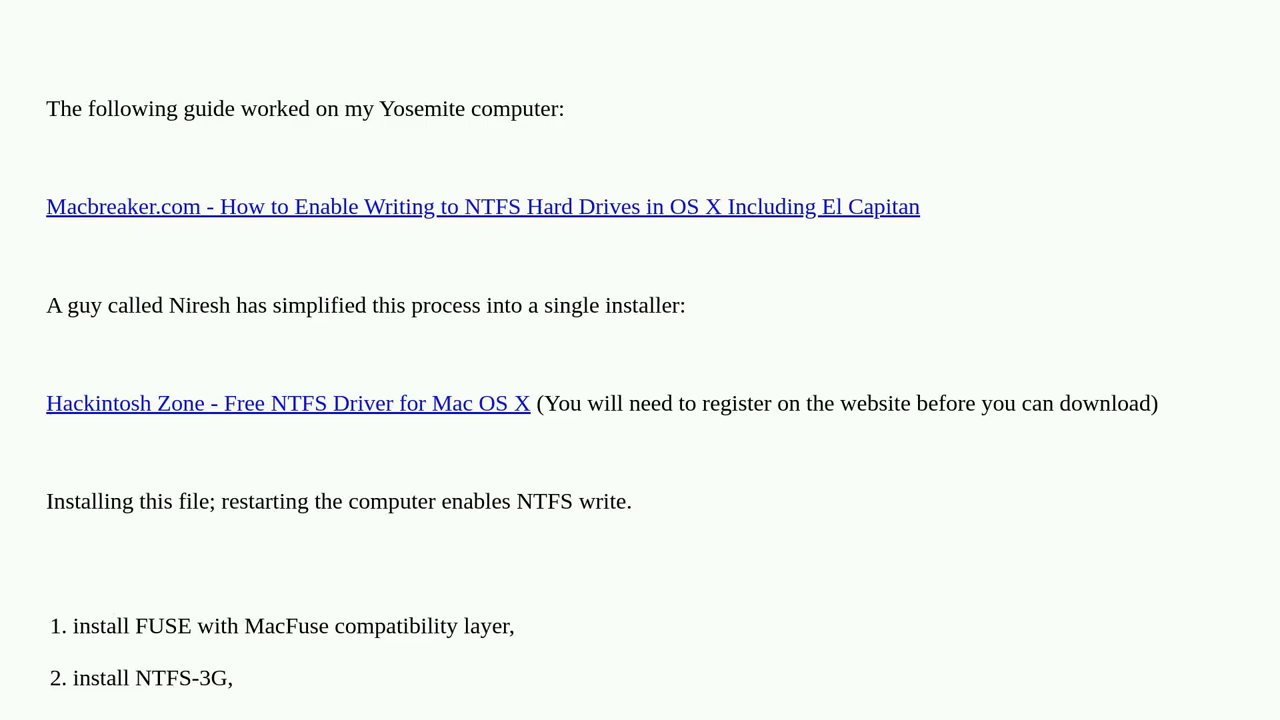 The following guide worked on my Yosemite computer:
Macbreaker.com - How to Enable Writing to NTFS Hard Drives in OS X Including El Capitan
A guy called Niresh has simplified this process into a single installer:
Hackintosh Zone - Free NTFS Driver for Mac OS X (You will need to register on the website before you can download)
Installing this file; restarting the computer enables NTFS write.
1. install FUSE with MacFuse compatibility layer,
2. install NTFS-3G,